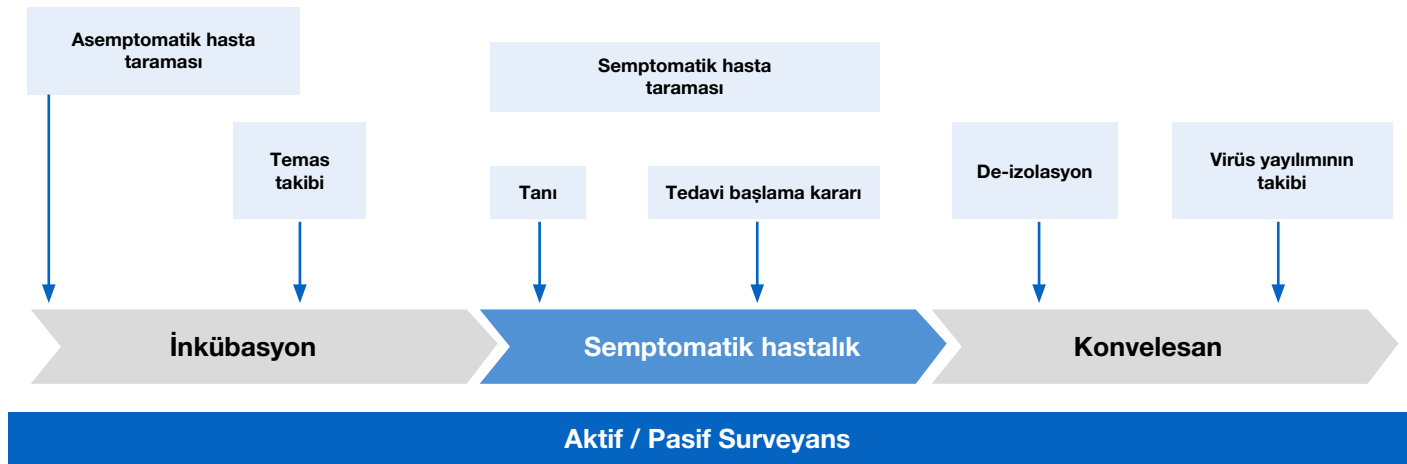 Asemptomatik hasta
taraması
Semptomatik hasta
taraması
Temas
takibi
Tanı
Tedavi başlama kararı
De-izolasyon
Virüs yayılımının
takibi
İnkübasyon
Semptomatik hastalık
Konvelesan
Aktif / Pasif Surveyans